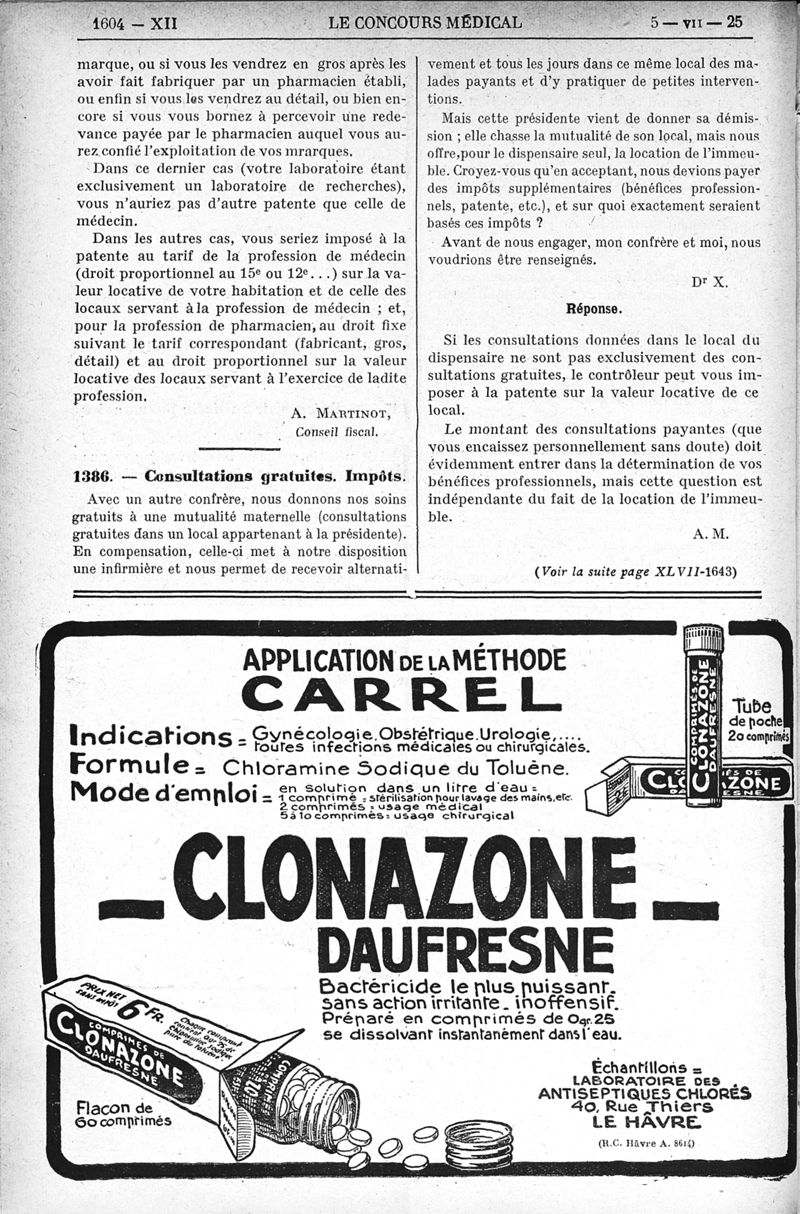 1604 — XII
LE CONCOURS MÉDICAL
5 — VII — 25
marque, ou si vous les vendrez en gros après les
avoir fait fabriquer par un pharmacien établi,
ou enfin si vous les vendrez au détail, ou bien en-
core si vous vous bornez à percevoir une rede-
vance payée par le pharmacien auquel vous au-
rez confié l'exploitation de vos mrarques.
Dans ce dernier cas (votre laboratoire étant
exclusivement un laboratoire de recherches),
vous n'auriez pas d'autre patente que celle de
médecin.
Dans les autres cas, vous seriez imposé à la
patente au tarif de la profession de médecin
(droit proportionnel au 15e ou 12e...) sur la va-
leur locative de votre habitation et de celle des
locaux servant à la profession de médecin ; et,
pour la profession de pharmacien, au droit fixe
suivant le tarif correspondant (fabricant, gros,
détail) et au droit proportionnel sur la valeur
locative des locaux servant à l'exercice de ladite
profession.
A. MARTINOT,
Conseil fiscal.
1386. — Consultations gratuites. Impôts.
Avec un autre confrère, nous donnons nos soins
gratuits à une mutualité maternelle (consultations
gratuites dans un local appartenant à la présidente).
En compensation, celle-ci met à notre disposition
une infirmière et nous permet de recevoir alternati-
vement et tous les jours dans ce même local des ma-
lades payants et d'y pratiquer de petites interven-
tions.
Mais cette présidente vient de donner sa démis-
sion ; elle chasse la mutualité de son local, mais nous
offre, pour le dispensaire seul, la location de l'immeu-
ble. Croyez-vous qu'en acceptant, nous devions payer
des impôts supplémentaires (bénéfices profession-
nels, patente, etc.), et sur quoi exactement seraient
basés ces impôts ?
Avant de nous engager, mon confrère et moi, nous
voudrions être renseignés.
Dr X.
Réponse.
Si les consultations données dans le local du
dispensaire ne sont pas exclusivement des con-
sultations gratuites, le contrôleur peut vous im-
poser à la patente sur la valeur locative de ce
local.
Le montant des consultations payantes (que
vous encaissez personnellement sans doute) doit
évidemment entrer dans la détermination de vos
bénéfices professionnels, mais cette question est
indépendante du fait de la location de l'immeu-
ble.
A. M.
(Voir la suite page XLVII-1643)
APPLICATION DE LA MÉTHODE
CARREL
Indications = Gynécologie. Obstétrique. Urologie,....
toutes infections médicales ou chirurgicales.
Formule = Chloramine Sodique du Toluène.
Mode d'emploi = en solution dans un litre d'eau =
1 comprimé : stérilisation pour lavage des mains, etc.
2 comprimés : usage médical
5 à 10 comprimés : usage chirurgical
COMPRIMÉS DE
CLONAZONE
DAUFRESNE
Tube
de poche
20 comprimés
— CLONAZONE —
DAUFRESNE
Bactéricide le plus puissant.
sans action irritante _ inoffensif.
Préparé en comprimés de 0gr.25
se dissolvant instantanément dans l'eau.
PRIX NET
SANS IMPÔT
6 FR.
COMPRIMÉS DE
CLONAZONE
DAUFRESNE
Flacon de
60 comprimés
Échantillons =
LABORATOIRE DES
ANTISEPTIQUES CHLORÉS
40, Rue Thiers
LE HÂVRE
(R.C. Hâvre A. 8614)